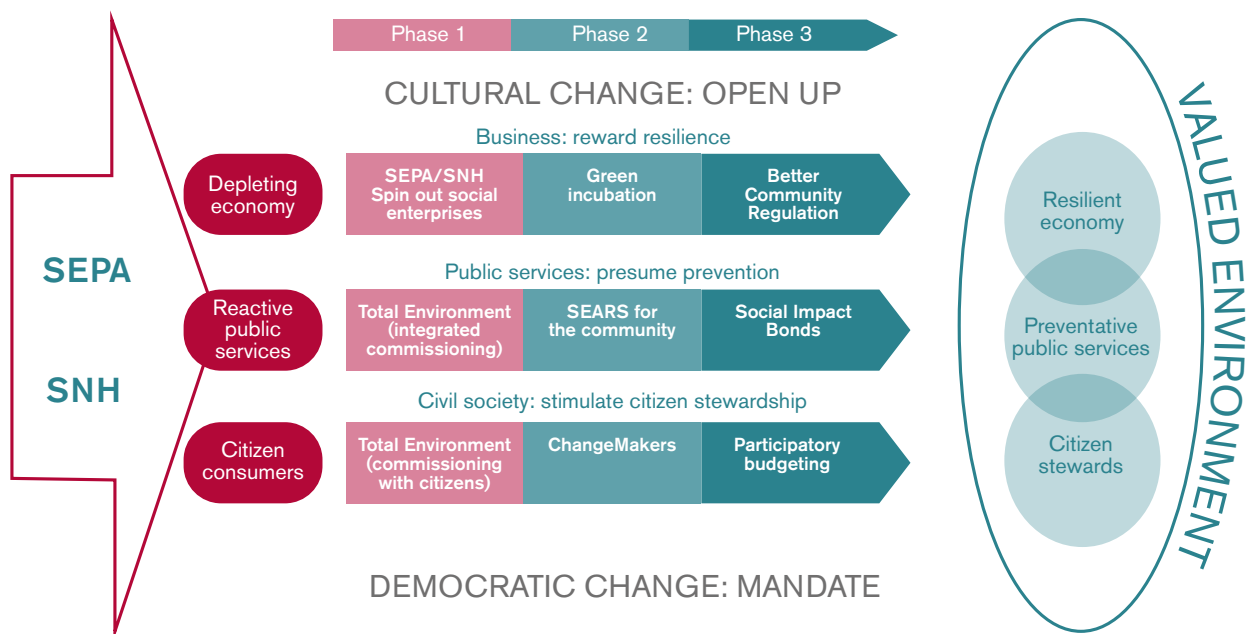 Phase 1 Phase 2 Phase 3
CULTURAL CHANGE: OPEN UP
Business: reward resilience
Depleting
economy
SEPA/SNH
Spin out social
enterprises
Green
incubation
Better
Community
Regulation
SEPA
SNH
Public services: presume prevention
Reactive
public
services
Total Environment
(integrated
commissioning)
SEARS for
the community
Social Impact
Bonds
Civil society: stimulate citizen stewardship
Citizen
consumers
Total Environment
(commissioning
with citizens)
ChangeMakers
Participatory
budgeting
DEMOCRATIC CHANGE: MANDATE
Resilient
economy
Preventative
public services
Citizen
stewards
VALUED ENVIRONMENT